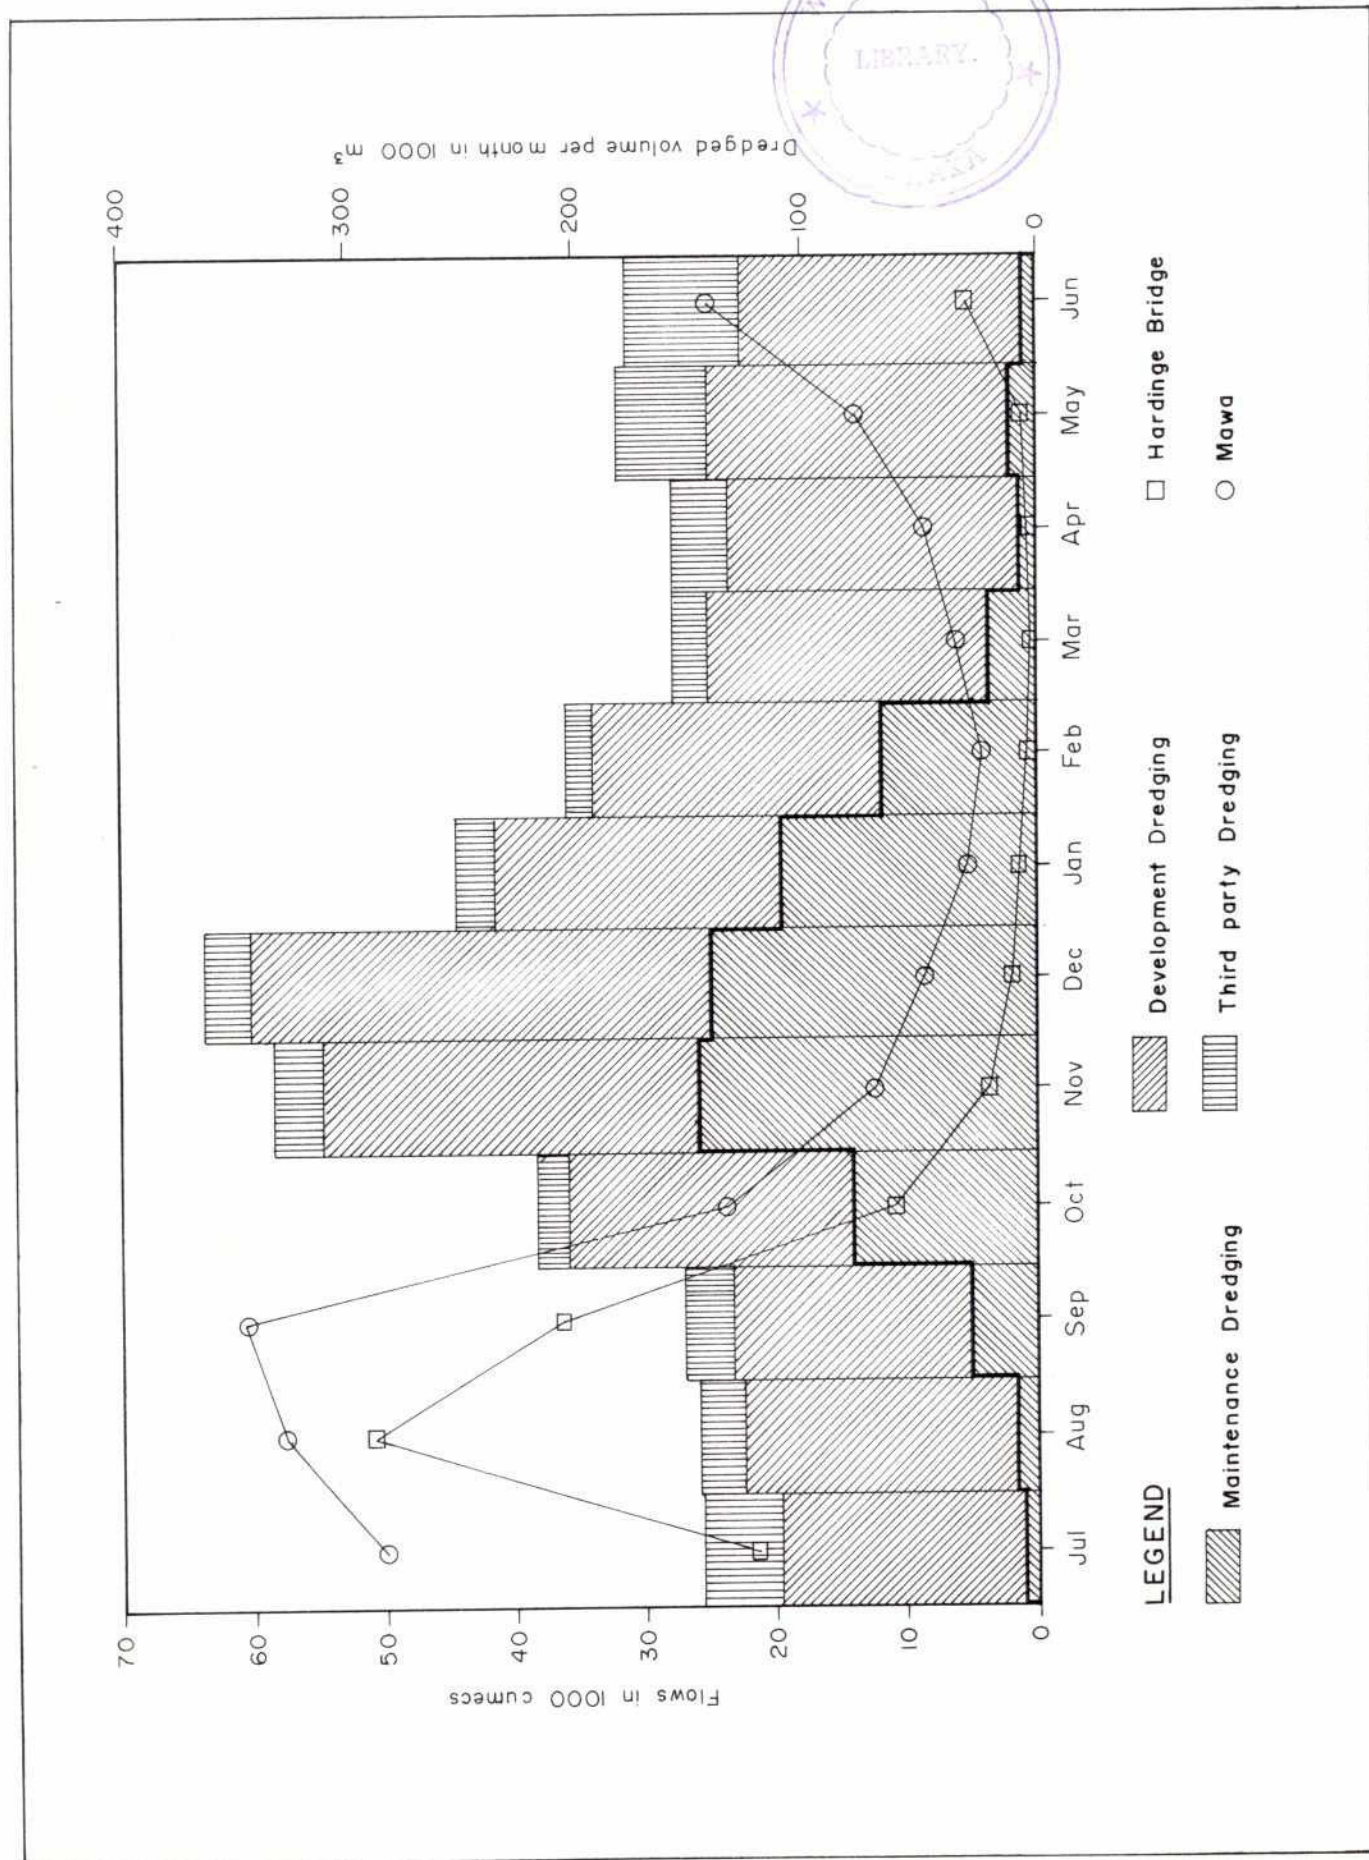 Flows in 1000 cumecs
70
60
50
40
30
20
10
0
Dredged volume per month in 1000 m³
400
300
200
100
0
Jul Aug Sep Oct Nov Dec Jan Feb Mar Apr May Jun
LEGEND
Maintenance Dredging
Development Dredging
Third party Dredging
Hardinge Bridge
Mawa
LIBRARY.